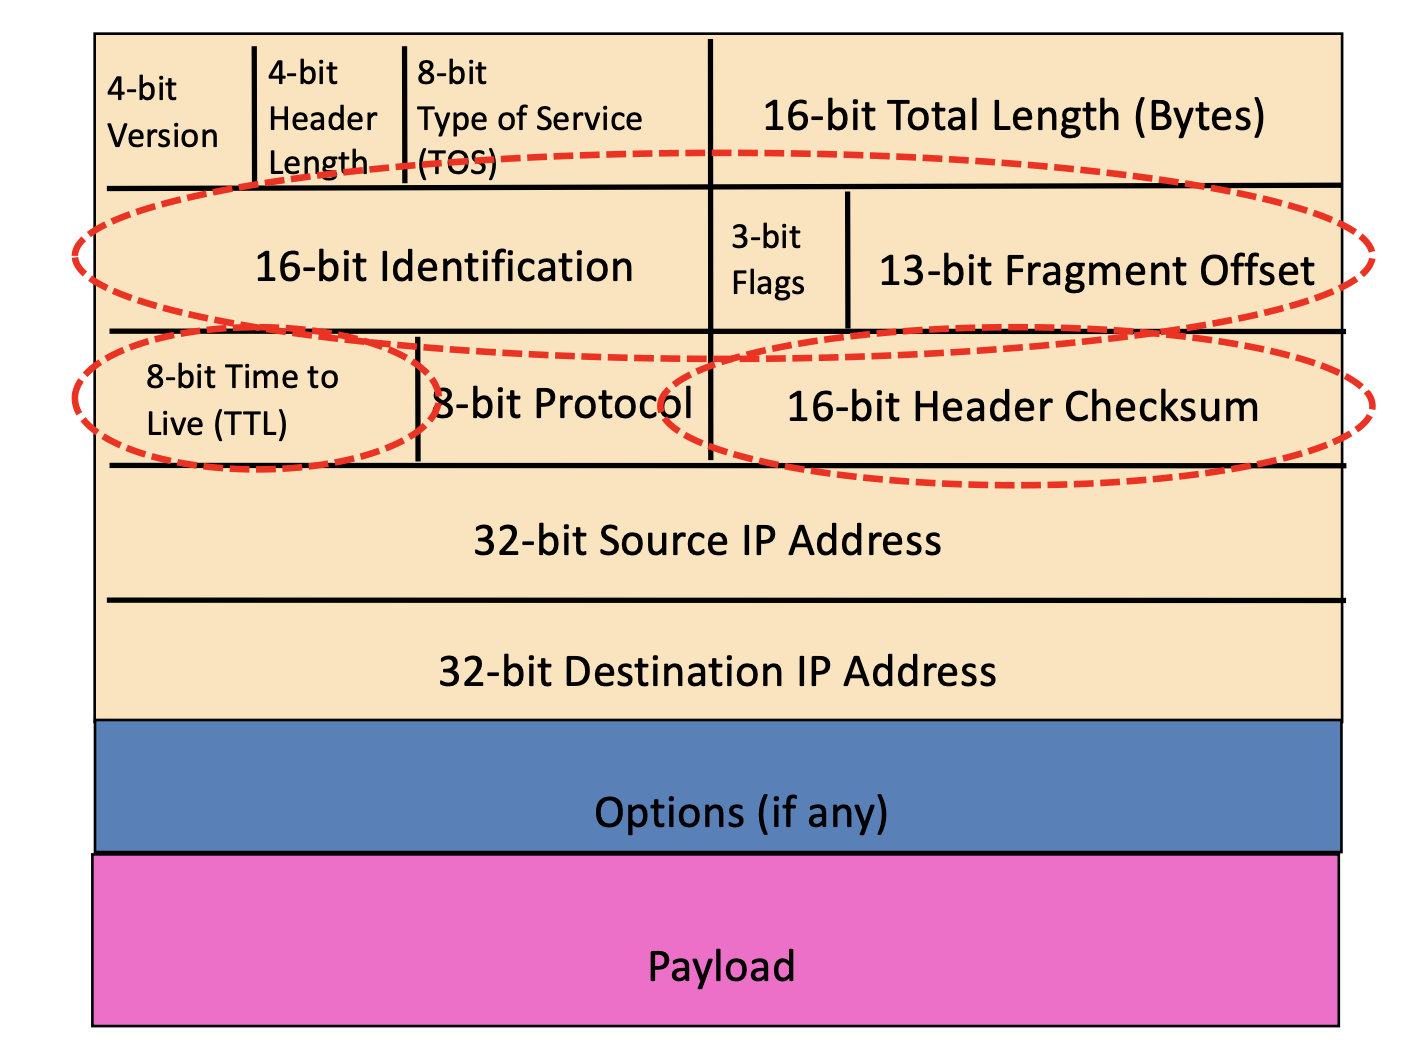 4-bit
Version
4-bit
Header
Length
8-bit
Type of Service
(TOS)
16-bit Total Length (Bytes)
16-bit Identification
3-bit
Flags
13-bit Fragment Offset
8-bit Time to
Live (TTL)
8-bit Protocol
16-bit Header Checksum
32-bit Source IP Address
32-bit Destination IP Address
Options (if any)
Payload